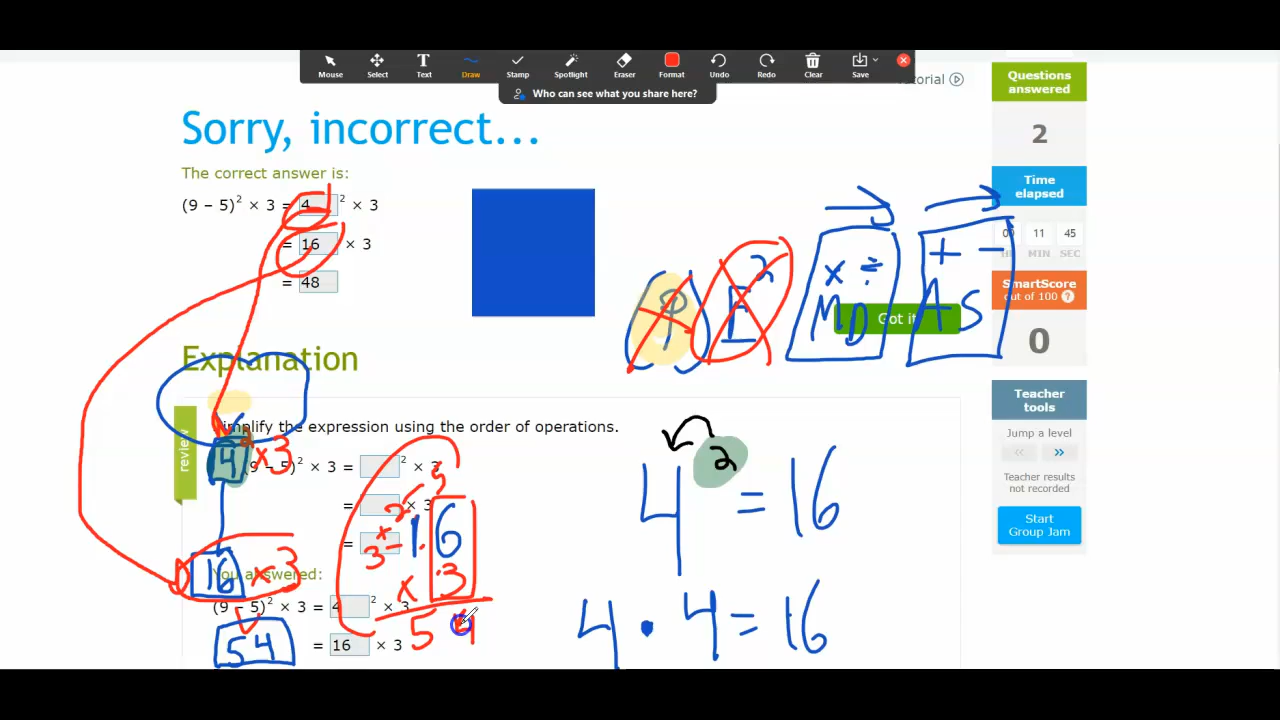 Mouse Select Text Draw Stamp Spotlight Eraser Format Undo Redo Clear Save
Who can see what you share here?
Tutorial
Sorry, incorrect...
The correct answer is:
(9 – 5)² × 3 = 4² × 3
= 16 × 3
= 48
Questions answered
2
Time elapsed
00 11 45
HR MIN SEC
SmartScore
out of 100 ?
0
Teacher tools
Jump a level
Teacher results not recorded
Start Group Jam
P E² × ÷ + −
MD AS
Got it
Explanation
review
Simplify the expression using the order of operations.
(9 – 5)² × 3 = ² × 3
= × 3
=
You answered:
(9 – 5)² × 3 = 4² × 3
= 16 × 3
4² ×3
16 ×3
54
16
× 3
54
4² = 16
4 • 4 = 16